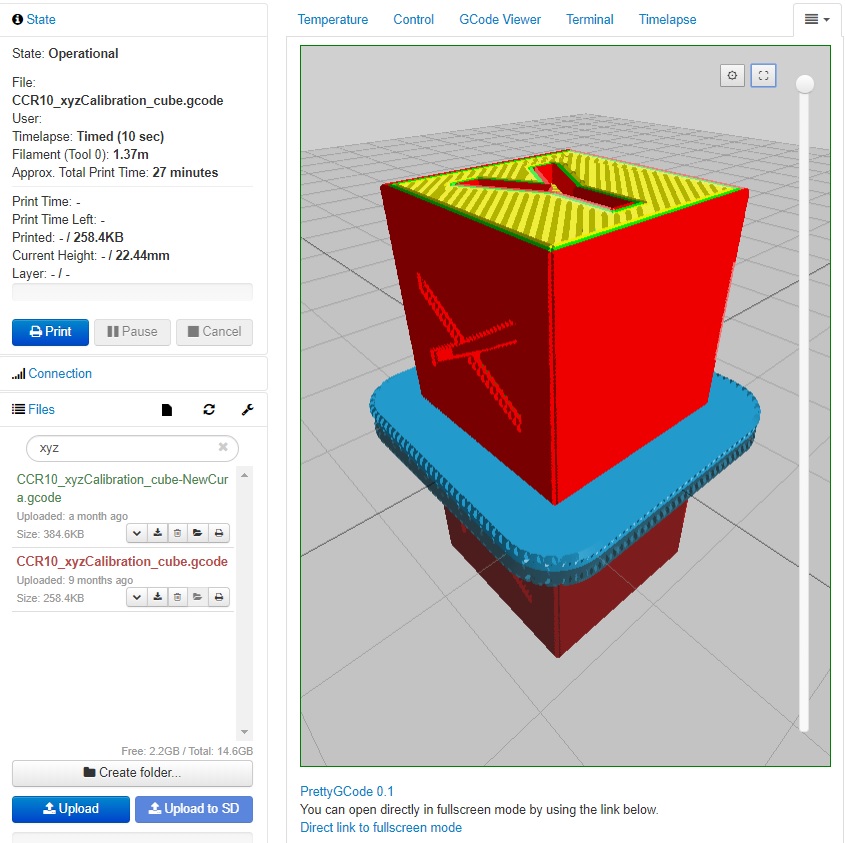 State
State: Operational
File:
CCR10_xyzCalibration_cube.gcode
User:
Timelapse: Timed (10 sec)
Filament (Tool 0): 1.37m
Approx. Total Print Time: 27 minutes
Print Time: -
Print Time Left: -
Printed: - / 258.4KB
Current Height: - / 22.44mm
Layer: - / -
Print
Pause
Cancel
Connection
Files
xyz
CCR10_xyzCalibration_cube-NewCur
a.gcode
Uploaded: a month ago
Size: 384.6KB
CCR10_xyzCalibration_cube.gcode
Uploaded: 9 months ago
Size: 258.4KB
Free: 2.2GB / Total: 14.6GB
Create folder...
Upload
Upload to SD
Temperature
Control
GCode Viewer
Terminal
Timelapse
X
Y
PrettyGCode 0.1
You can open directly in fullscreen mode by using the link below.
Direct link to fullscreen mode